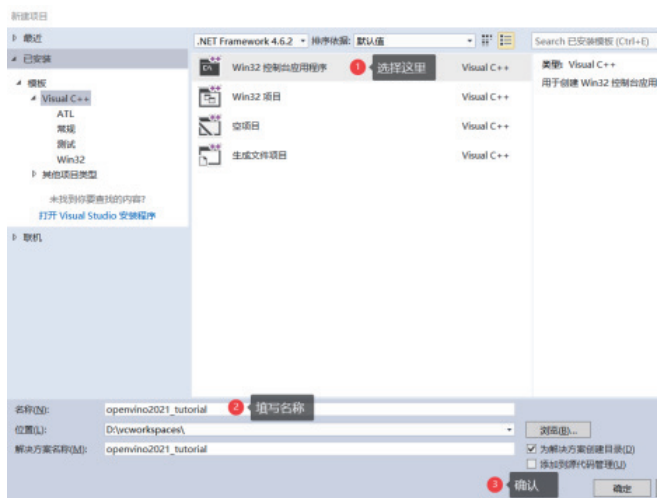 新建项目
最近
.NET Framework 4.6.2 排序依据: 默认值
Search 已安装模板 (Ctrl+E)
已安装
模板
Visual C++
ATL
常规
测试
Win32
其他项目类型
未找到你要查找的内容?
打开 Visual Studio 安装程序
联机
Win32 控制台应用程序 1 选择这里 Visual C++
Win32 项目 Visual C++
空项目 Visual C++
生成文件项目 Visual C++
类型: Visual C++
用于创建 Win32 控制台应用
名称(N): openvino2021_tutorial 2 填写名称
位置(L): D:\vcworkspaces\ 浏览(B)...
解决方案名称(M): openvino2021_tutorial
为解决方案创建目录(D)
添加到源代码管理(U)
3 确认 确定